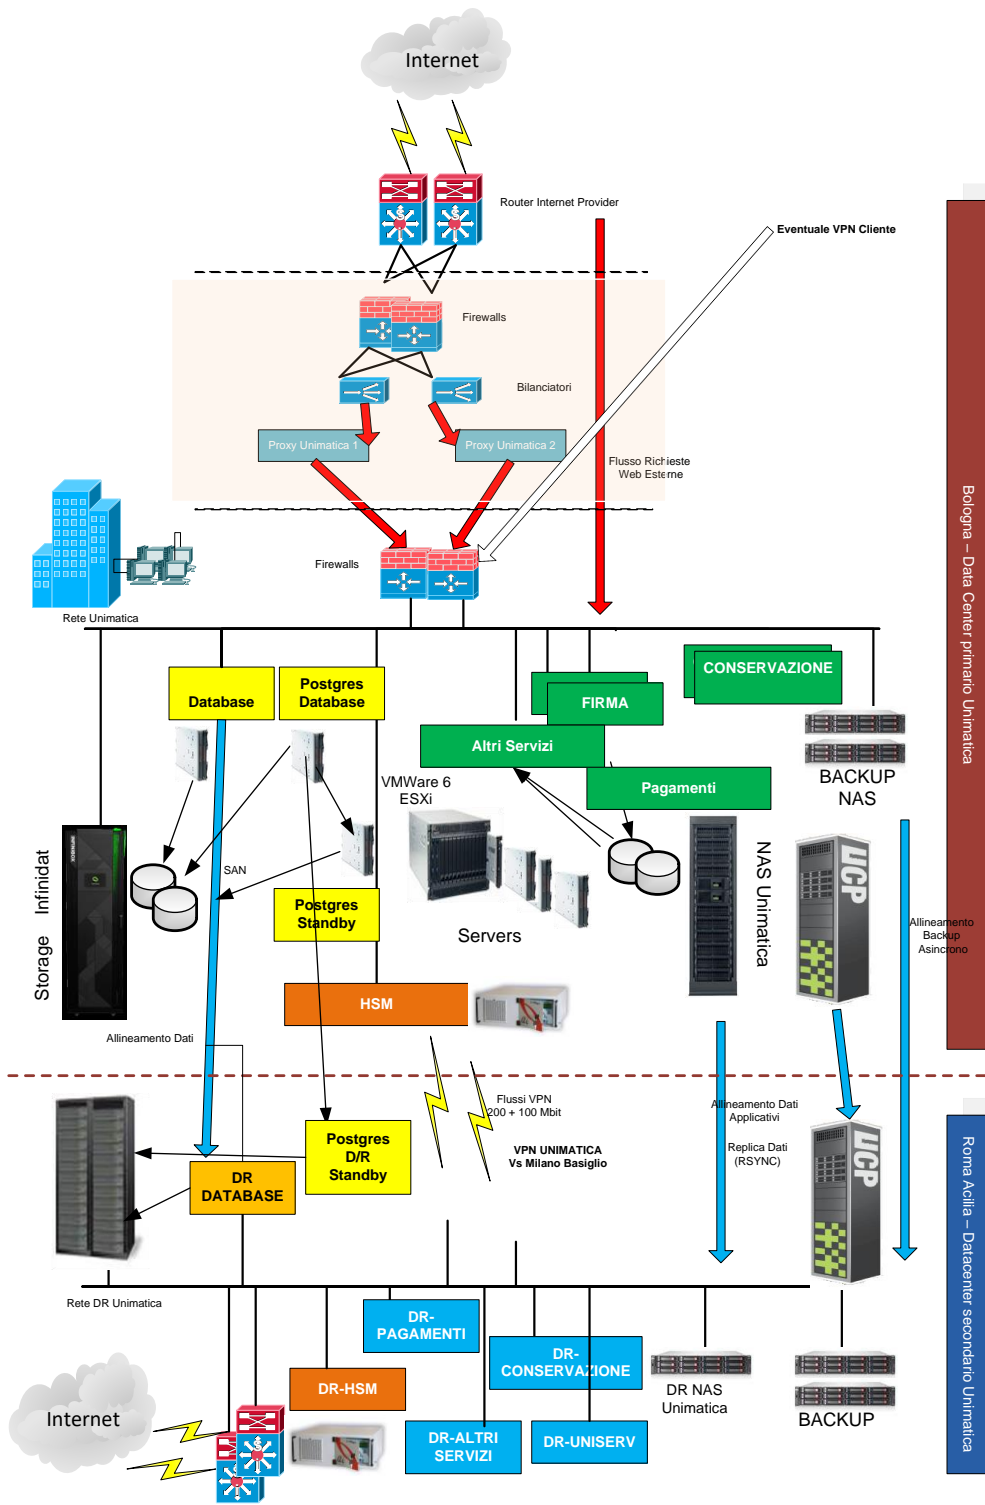 Internet
Router Internet Provider
Eventuale VPN Cliente
Firewalls
Bilanciatori
Proxy Unimatica 1
Proxy Unimatica 2
Flusso Richieste
Web Esterne
Firewalls
Rete Unimatica
Bologna – Data Center primario Unimatica
Database
Postgres
Database
FIRMA
CONSERVAZIONE
Altri Servizi
Pagamenti
VMWare 6
ESXi
BACKUP
NAS
Storage Infinidat
SAN
Postgres
Standby
Servers
NAS Unimatica
UCP
Allineamento
Backup
Asincrono
HSM
Allineamento Dati
Flussi VPN
200 + 100 Mbit
VPN UNIMATICA
Vs Milano Basiglio
Allineamento Dati
Applicativi
Replica Dati
(RSYNC)
UCP
Postgres
D/R
Standby
DR
DATABASE
Roma Acilia – Datacenter secondario Unimatica
Rete DR Unimatica
DR-
PAGAMENTI
DR-
CONSERVAZIONE
DR-HSM
DR NAS
Unimatica
BACKUP
Internet
DR-ALTRI
SERVIZI
DR-UNISERV